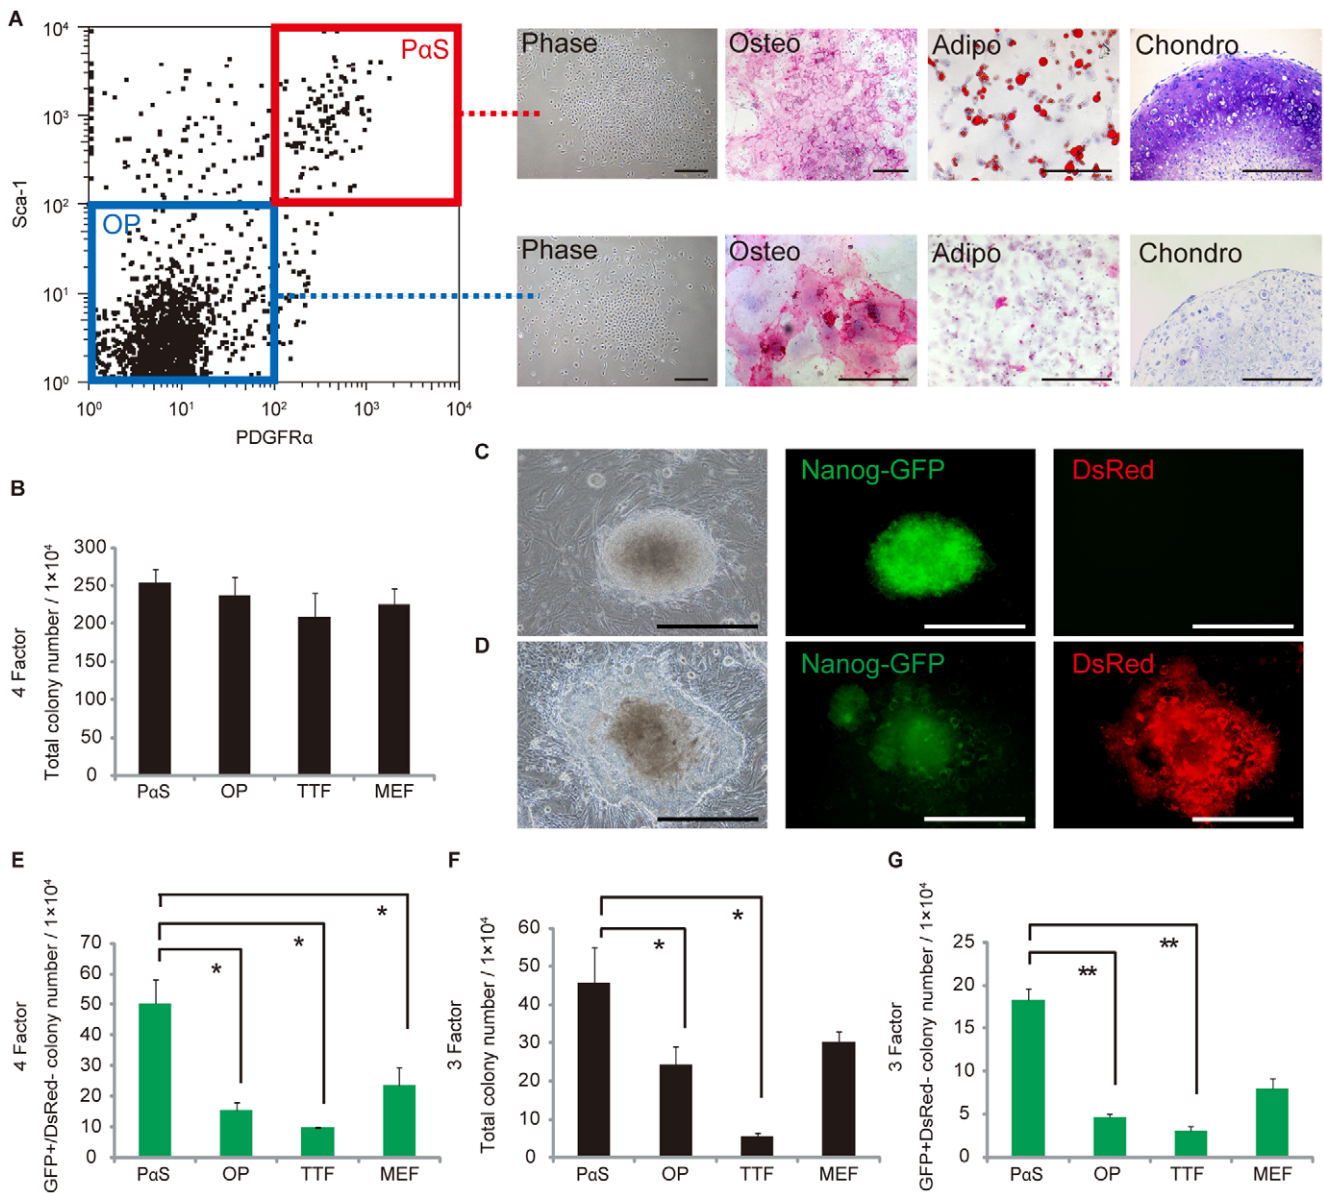 A
Sca-1
10⁴
10³
10²
10¹
10⁰
PαS
OP
10⁰ 10¹ 10² 10³ 10⁴
PDGFRα
Phase Osteo Adipo Chondro
Phase Osteo Adipo Chondro
B
4 Factor
Total colony number / 1×10⁴
300
250
200
150
100
50
0
PαS OP TTF MEF
C
Nanog-GFP DsRed
D
Nanog-GFP DsRed
E
4 Factor
GFP+/DsRed- colony number / 1×10⁴
70
60
50
40
30
20
10
0
*
*
*
PαS OP TTF MEF
F
3 Factor
Total colony number / 1×10⁴
60
50
40
30
20
10
0
*
*
PαS OP TTF MEF
G
3 Factor
GFP+DsRed- colony number / 1×10⁴
25
20
15
10
5
0
**
**
PαS OP TTF MEF